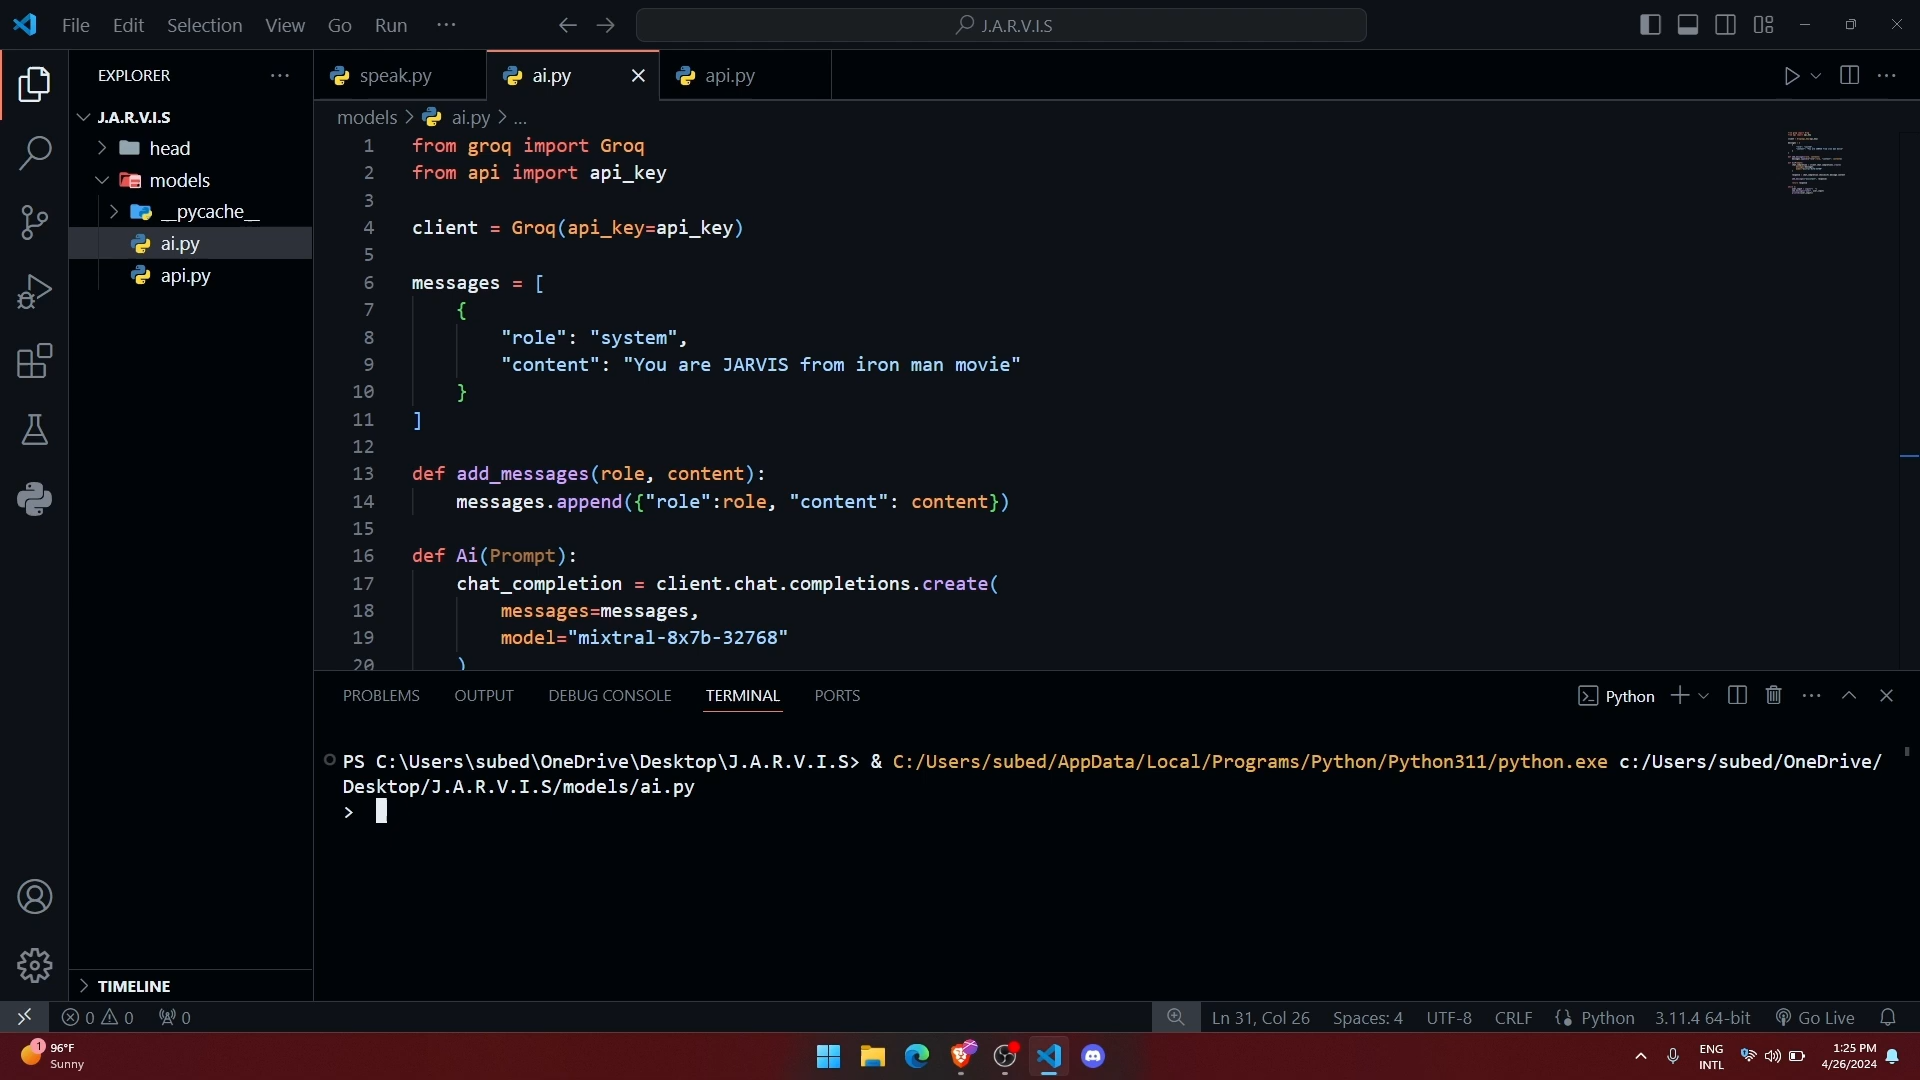 File Edit Selection View Go Run ···
J.A.R.V.I.S
EXPLORER
speak.py
ai.py
api.py
J.A.R.V.I.S
head
models
__pycache__
ai.py
api.py
TIMELINE
models > ai.py > ...
1 from groq import Groq
2 from api import api_key
3
4 client = Groq(api_key=api_key)
5
6 messages = [
7 {
8 "role": "system",
9 "content": "You are JARVIS from iron man movie"
10 }
11 ]
12
13 def add_messages(role, content):
14 messages.append({"role":role, "content": content})
15
16 def Ai(Prompt):
17 chat_completion = client.chat.completions.create(
18 messages=messages,
19 model="mixtral-8x7b-32768"
20 )
PROBLEMS OUTPUT DEBUG CONSOLE TERMINAL PORTS
Python
PS C:\Users\subed\OneDrive\Desktop\J.A.R.V.I.S> & C:/Users/subed/AppData/Local/Programs/Python/Python311/python.exe c:/Users/subed/OneDrive/
Desktop/J.A.R.V.I.S/models/ai.py
>
0 0 0
Ln 31, Col 26 Spaces: 4 UTF-8 CRLF {} Python 3.11.4 64-bit Go Live
1
96°F
Sunny
ENG
INTL
1:25 PM
4/26/2024